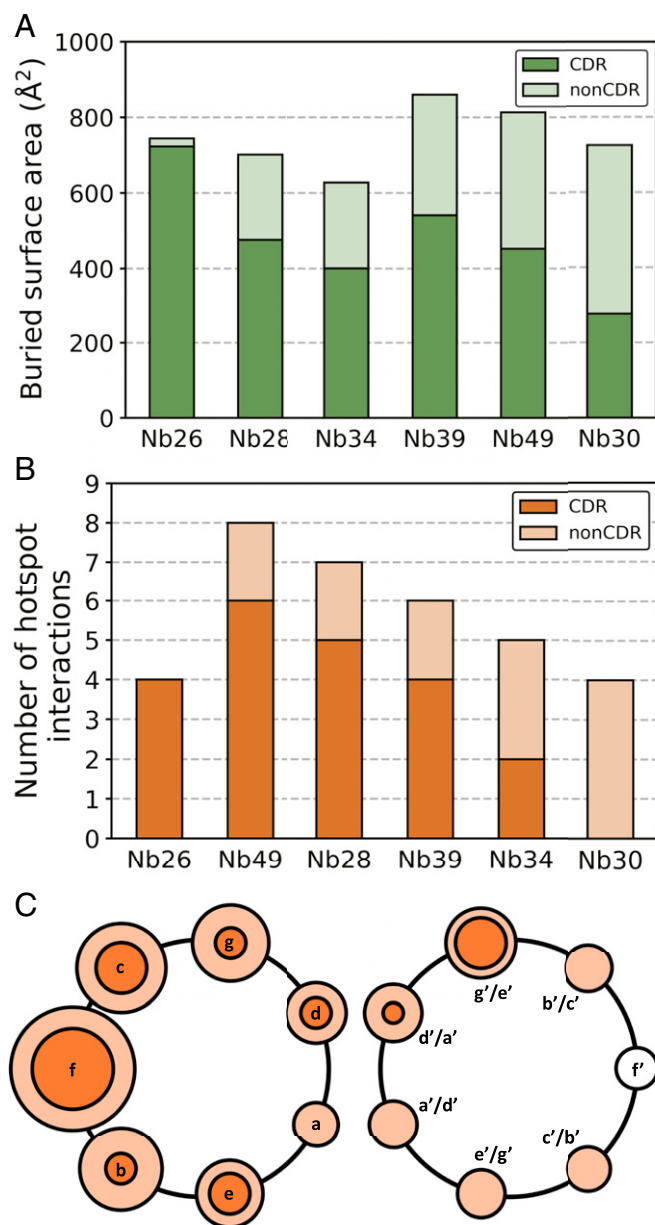 A
Buried surface area (Å²)
1000
800
600
400
200
0
CDR
nonCDR
Nb26 Nb28 Nb34 Nb39 Nb49 Nb30
B
Number of hotspot
interactions
9
8
7
6
5
4
3
2
1
0
CDR
nonCDR
Nb26 Nb49 Nb28 Nb39 Nb34 Nb30
C
g
c
d
f
a
b
e
g’/e’
b’/c’
d’/a’
f’
a’/d’
c’/b’
e’/g’